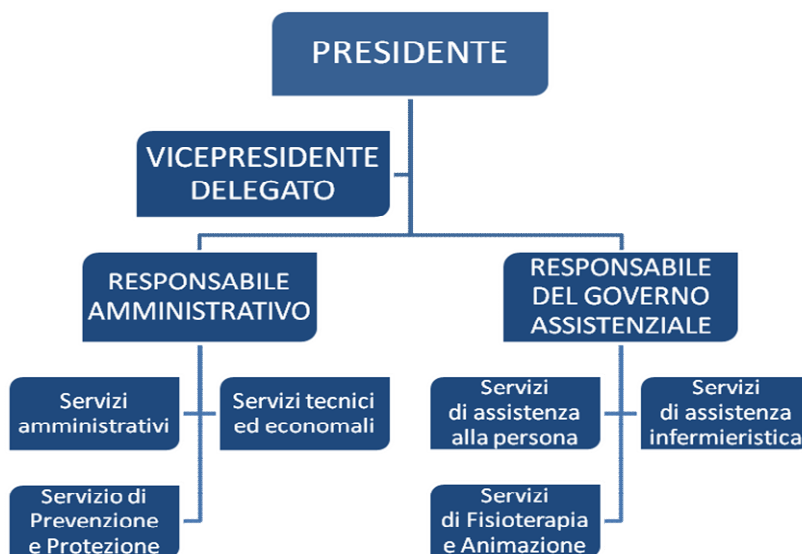 PRESIDENTE
VICEPRESIDENTE
DELEGATO
RESPONSABILE
AMMINISTRATIVO
RESPONSABILE
DEL GOVERNO
ASSISTENZIALE
Servizi
amministrativi
Servizi tecnici
ed economali
Servizi
di assistenza
alla persona
Servizi
di assistenza
infermieristica
Servizio di
Prevenzione
e Protezione
Servizi
di Fisioterapia
e Animazione